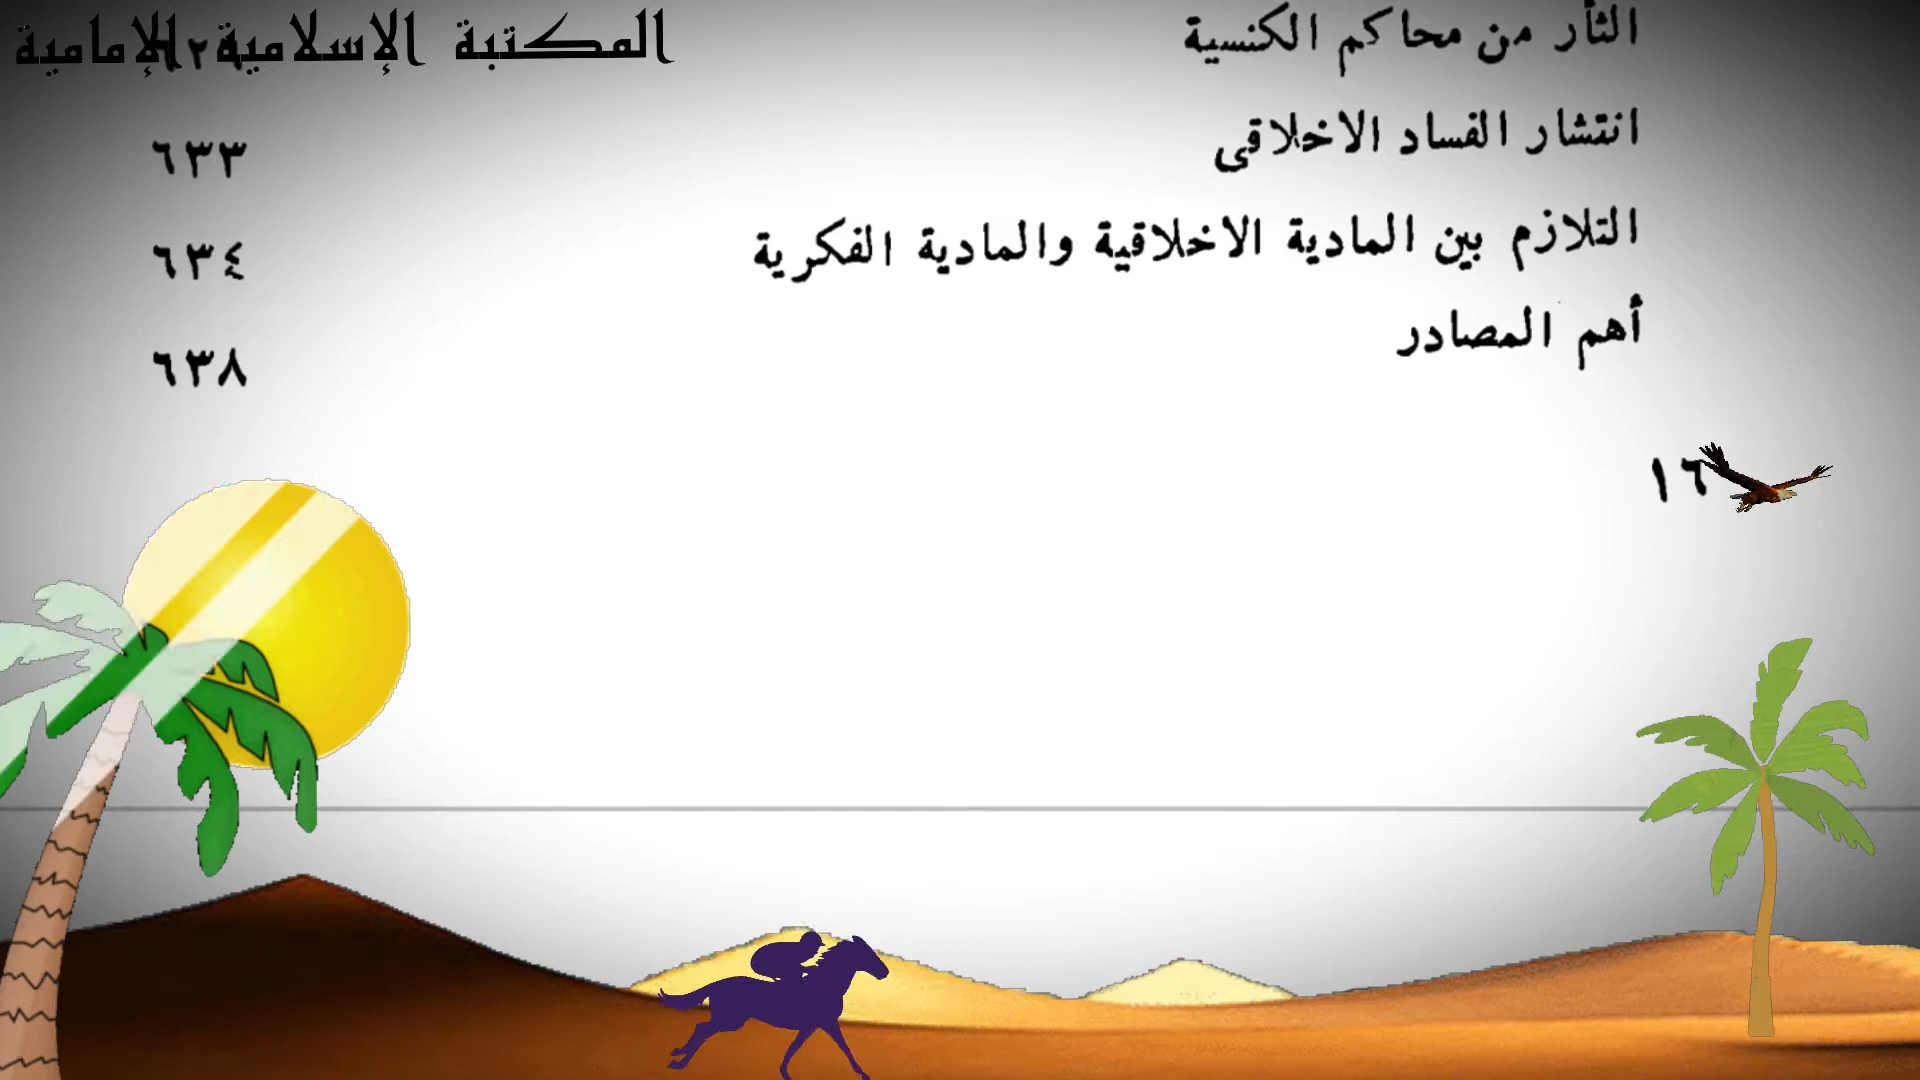 المكتبة الإسلامية الإمامية
الثأر من محاكم الكنسية
انتشار الفساد الاخلاقى ٦٣٣
التلازم بين المادية الاخلاقية والمادية الفكرية ٦٣٤
أهم المصادر ٦٣٨